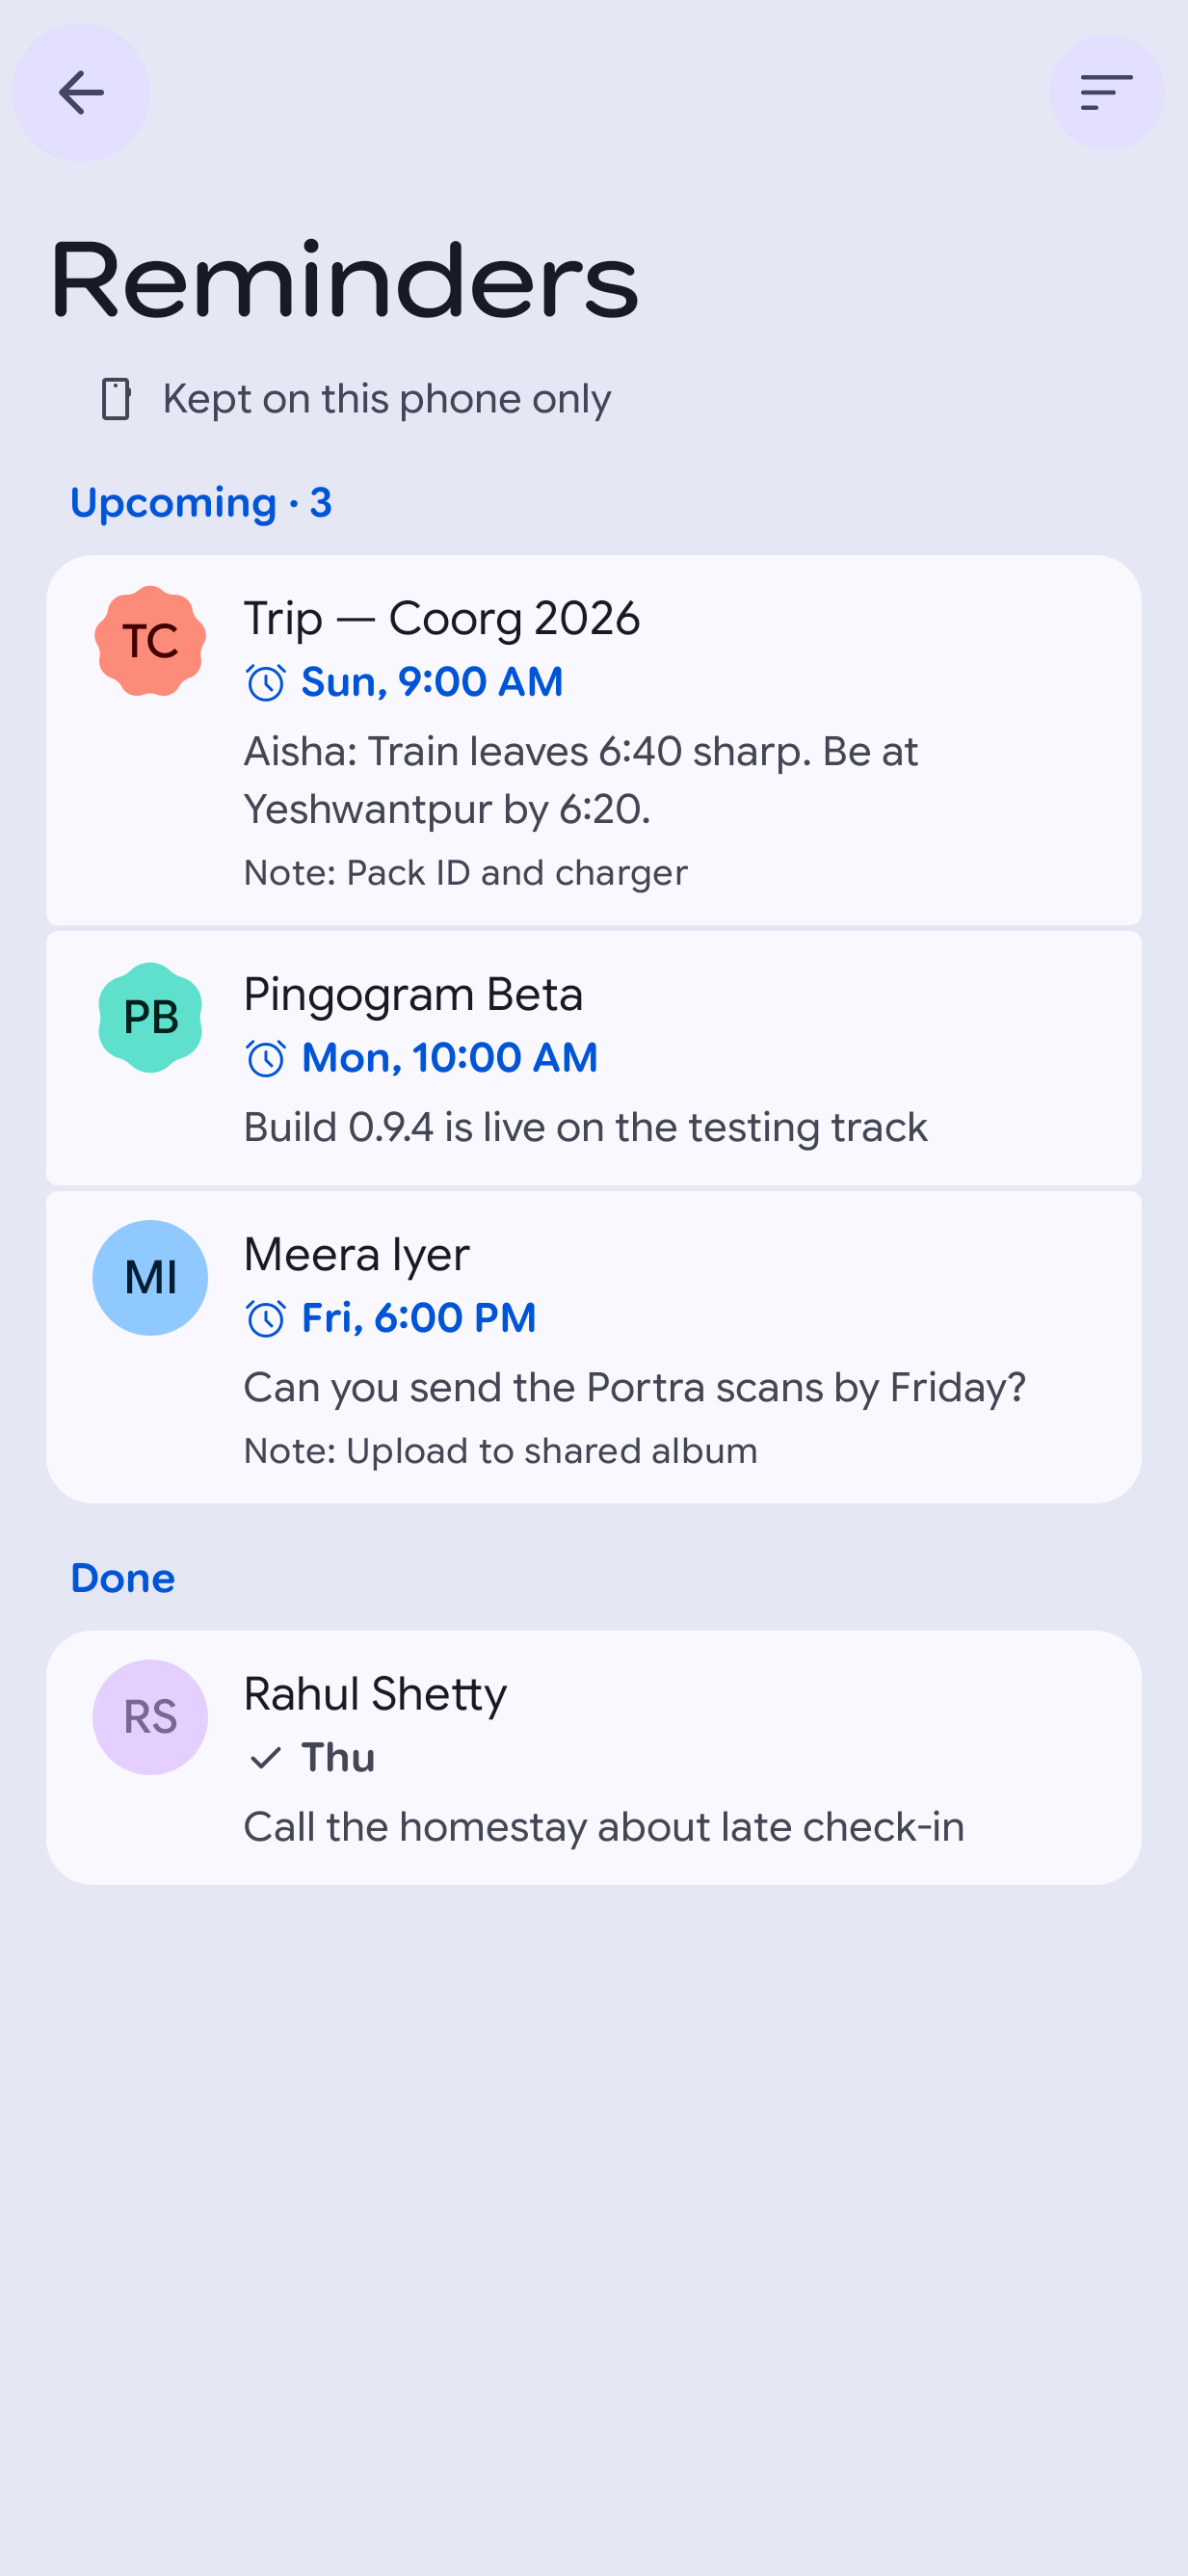 Reminders
Kept on this phone only
Upcoming · 3
TC
Trip — Coorg 2026
Sun, 9:00 AM
Aisha: Train leaves 6:40 sharp. Be at
Yeshwantpur by 6:20.
Note: Pack ID and charger
PB
Pingogram Beta
Mon, 10:00 AM
Build 0.9.4 is live on the testing track
MI
Meera Iyer
Fri, 6:00 PM
Can you send the Portra scans by Friday?
Note: Upload to shared album
Done
RS
Rahul Shetty
Thu
Call the homestay about late check-in